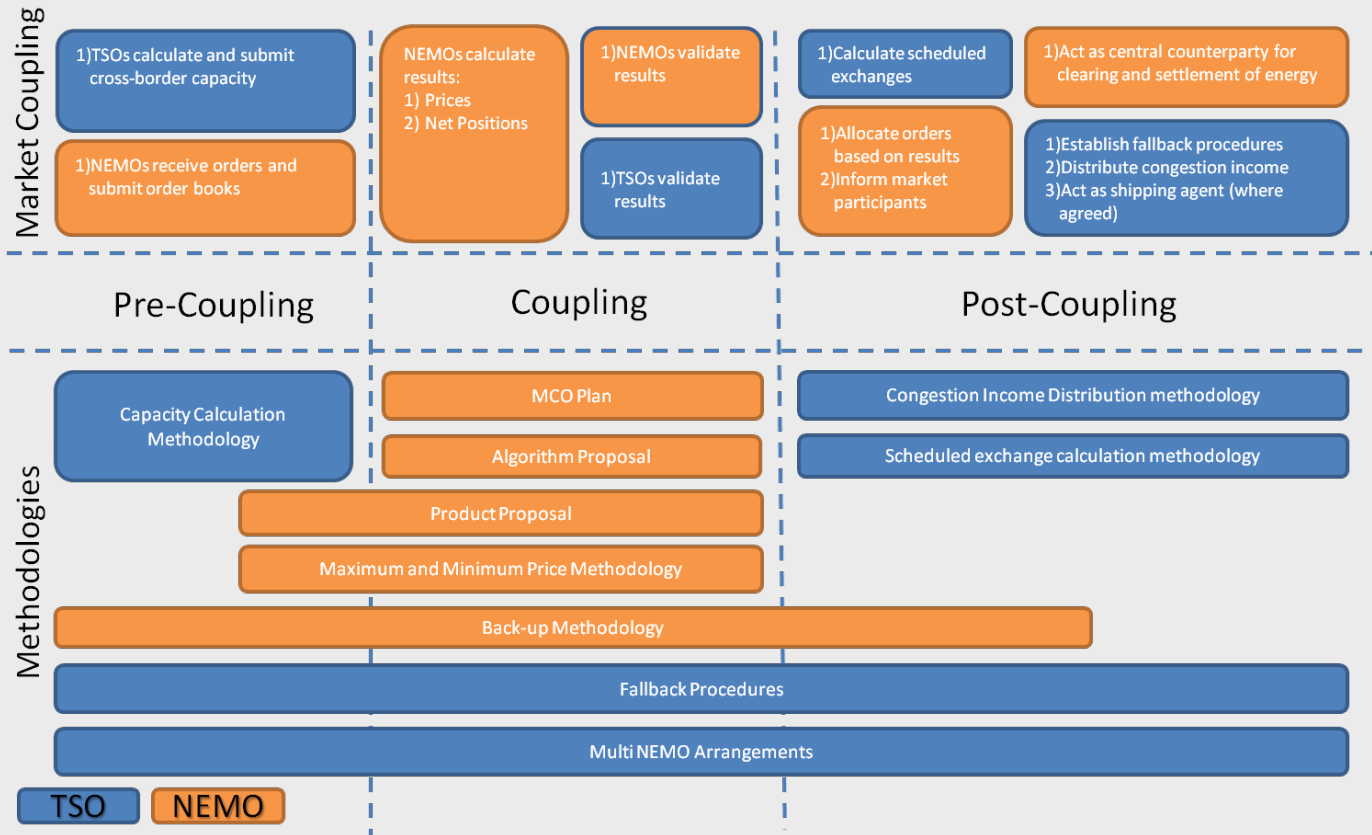 Market Coupling
1)TSOs calculate and submit
cross-border capacity
1)NEMOs receive orders and
submit order books
NEMOs calculate
results:
1) Prices
2) Net Positions
1)NEMOs validate
results
1)TSOs validate
results
1)Calculate scheduled
exchanges
1)Allocate orders
based on results
2)Inform market
participants
1)Act as central counterparty for
clearing and settlement of energy
1)Establish fallback procedures
2)Distribute congestion income
3)Act as shipping agent (where
agreed)
Pre-Coupling
Coupling
Post-Coupling
Methodologies
Capacity Calculation
Methodology
MCO Plan
Algorithm Proposal
Congestion Income Distribution methodology
Scheduled exchange calculation methodology
Product Proposal
Maximum and Minimum Price Methodology
Back-up Methodology
Fallback Procedures
Multi NEMO Arrangements
TSO
NEMO